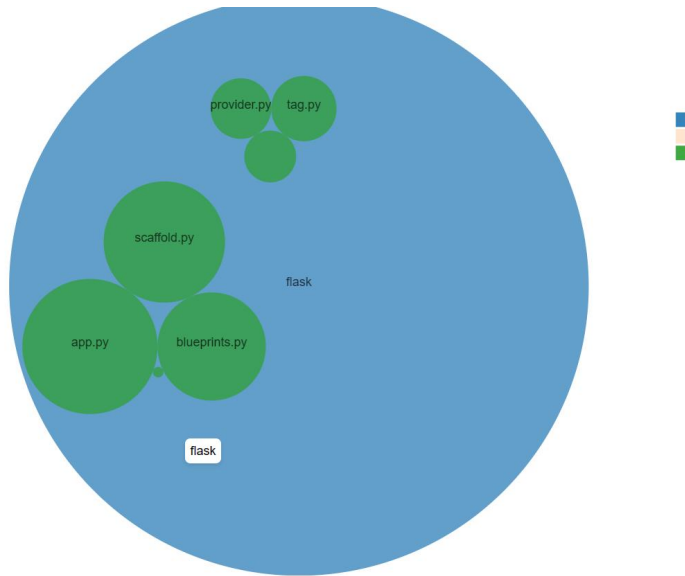 provider.py
tag.py
scaffold.py
flask
app.py
blueprints.py
flask